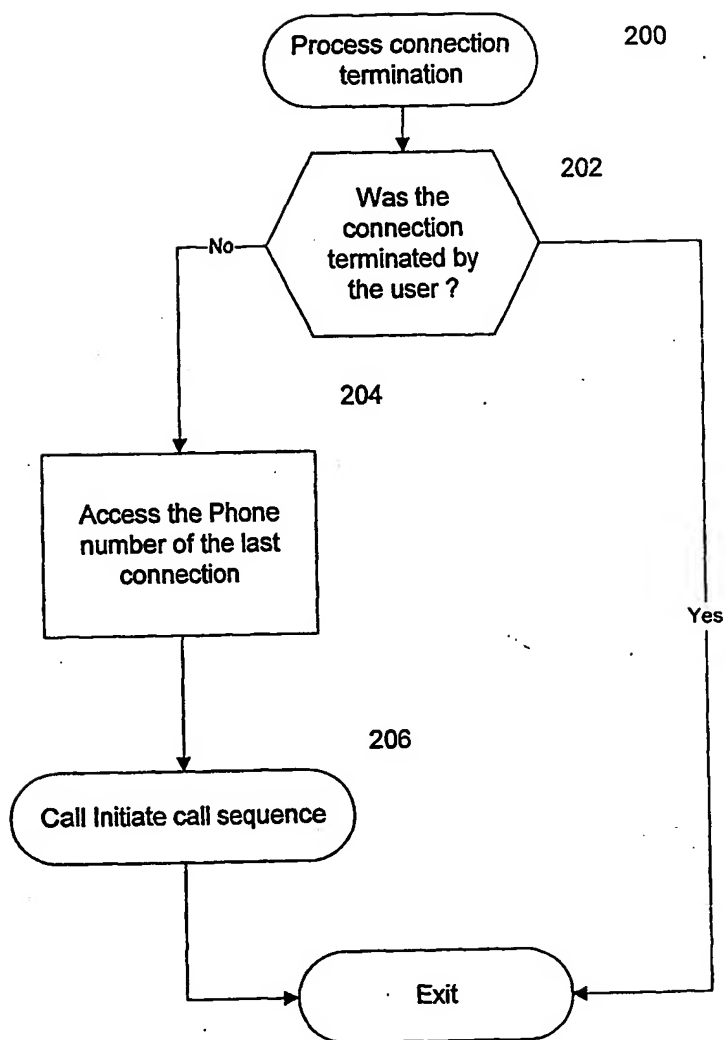 Process connection
termination
200
202
Was the
connection
terminated by
the user ?
No
204
Access the Phone
number of the last
connection
Yes
206
Call Initiate call sequence
Exit